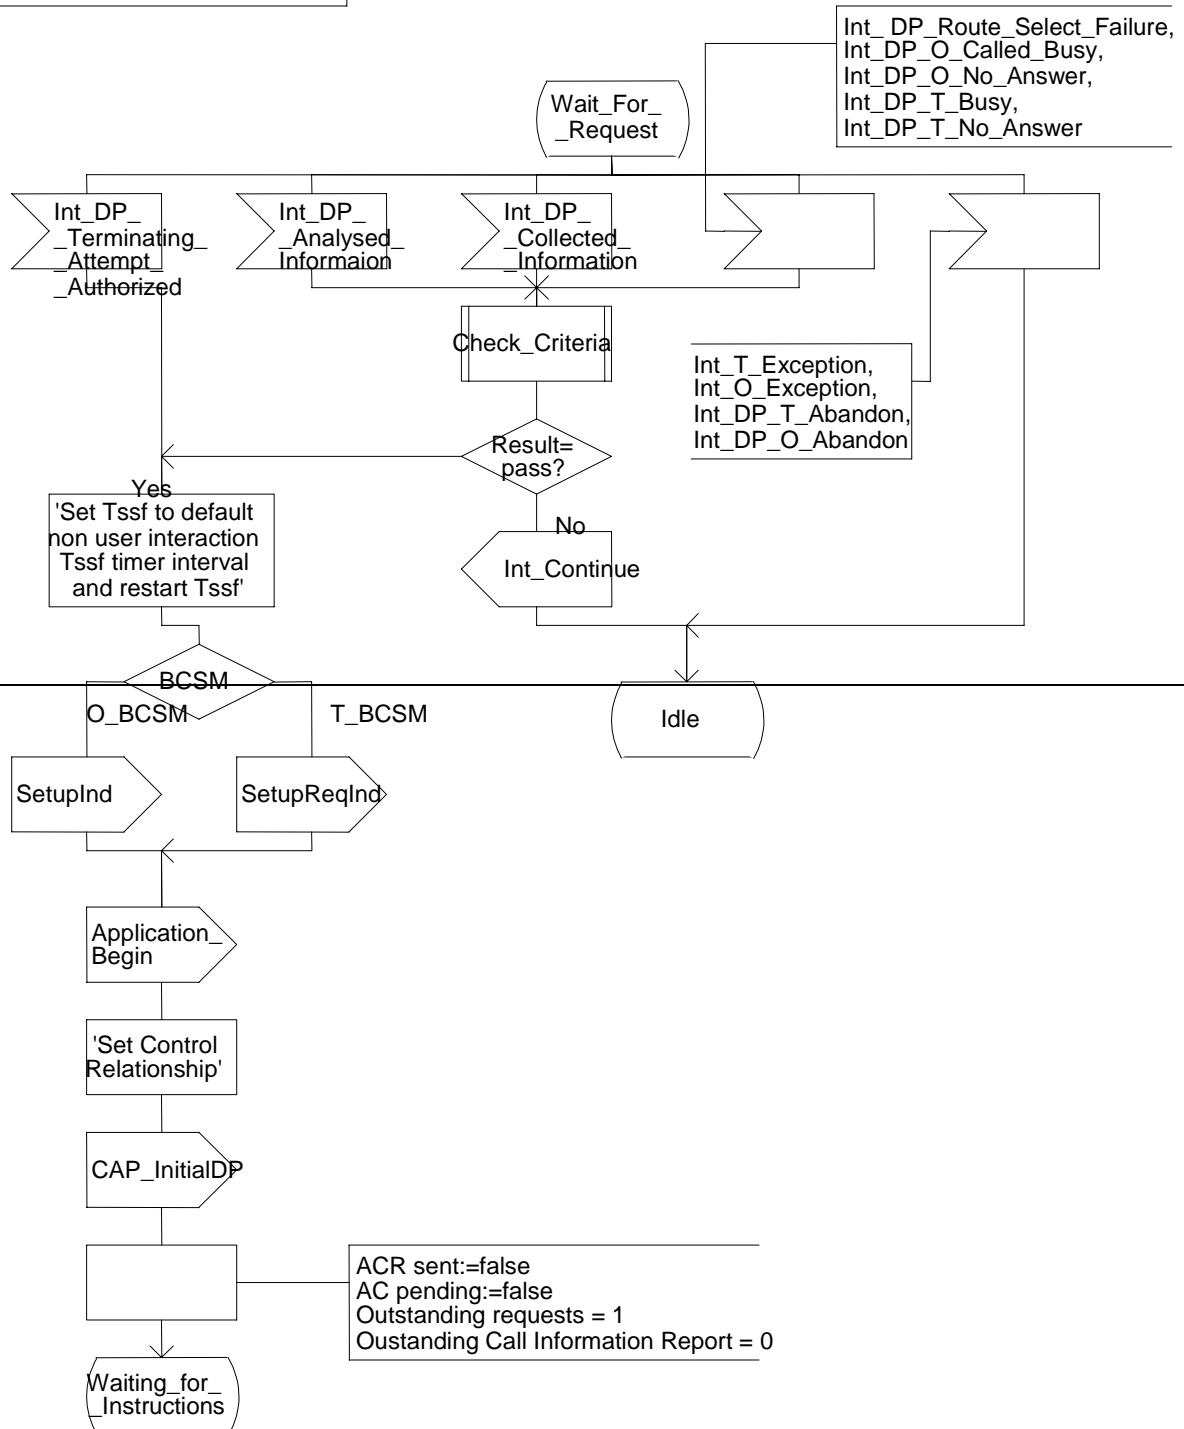 Int_ DP_Route_Select_Failure,
Int_DP_O_Called_Busy,
Int_DP_O_No_Answer,
Int_DP_T_Busy,
Int_DP_T_No_Answer
Wait_For_
_Request
Int_DP_
_Terminating_
_Attempt_
_Authorized
Int_DP_
_Analysed_
Informaion
Int_DP_
_Collected_
_Information
Check_Criteria
Int_T_Exception,
Int_O_Exception,
Int_DP_T_Abandon,
Int_DP_O_Abandon
Result=
pass?
Yes
No
'Set Tssf to default
non user interaction
Tssf timer interval
and restart Tssf'
Int_Continue
BCSM
O_BCSM
T_BCSM
Idle
SetupInd
SetupReqInd
Application_
Begin
'Set Control
Relationship'
CAP_InitialDP
ACR sent:=false
AC pending:=false
Outstanding requests = 1
Oustanding Call Information Report = 0
Waiting_for_
_Instructions